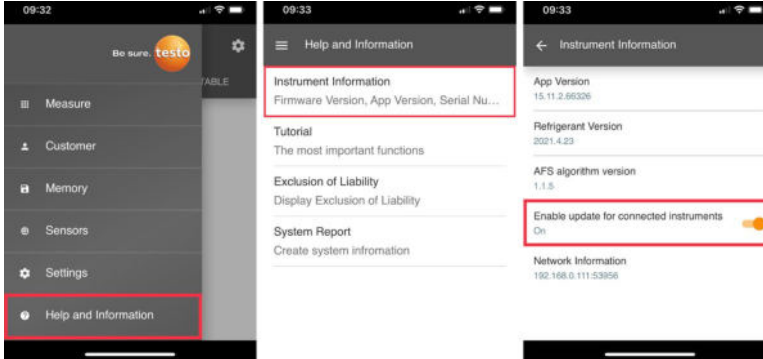 09:32
Be sure. testo
TABLE
Measure
Customer
Memory
Sensors
Settings
Help and Information
09:33
Help and Information
Instrument Information
Firmware Version, App Version, Serial Nu...
Tutorial
The most important functions
Exclusion of Liability
Display Exclusion of Liability
System Report
Create system infromation
09:33
Instrument Information
App Version
15.11.2.66326
Refrigerant Version
2021.4.23
AFS algorithm version
1.1.5
Enable update for connected instruments
On
Network Information
192.168.0.111:53956